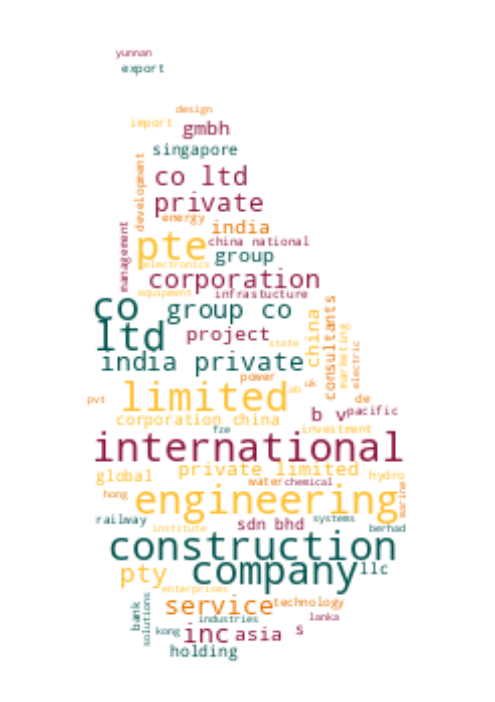 yunnan
export
design
import
gmbh
singapore
development
co ltd
private
energy
management
india
pte
china national
group
electronics
corporation
equipment
infrastucture
co
group co
ltd
project
china
consultants
marketing
state
electric
india private
power
uk
ab
limited
pvt
de
b v
pacific
corporation china
fze
investment
international
private limited
global
water
chemical
hydro
hong
engineering
marine
railway
sdn bhd
systems
institute
berhad
construction
company
llc
pty
enterprises
bank
solutions
service
technology
industries
lanka
kong
inc
asia
s
holding